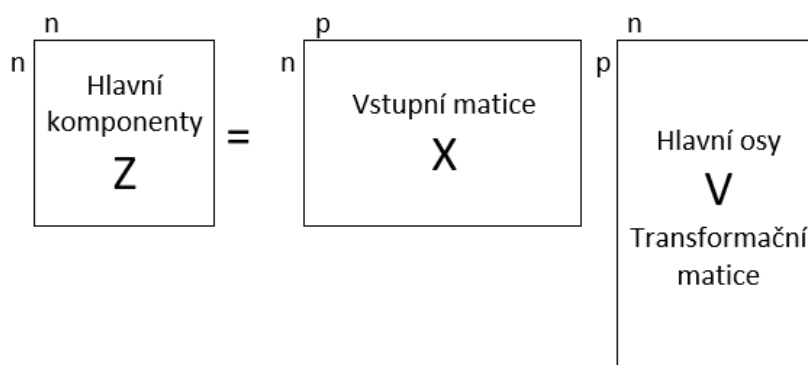 n
n
Hlavní
komponenty
Z
=
p
n
Vstupní matice
X
n
p
Hlavní osy
V
Transformační
matice